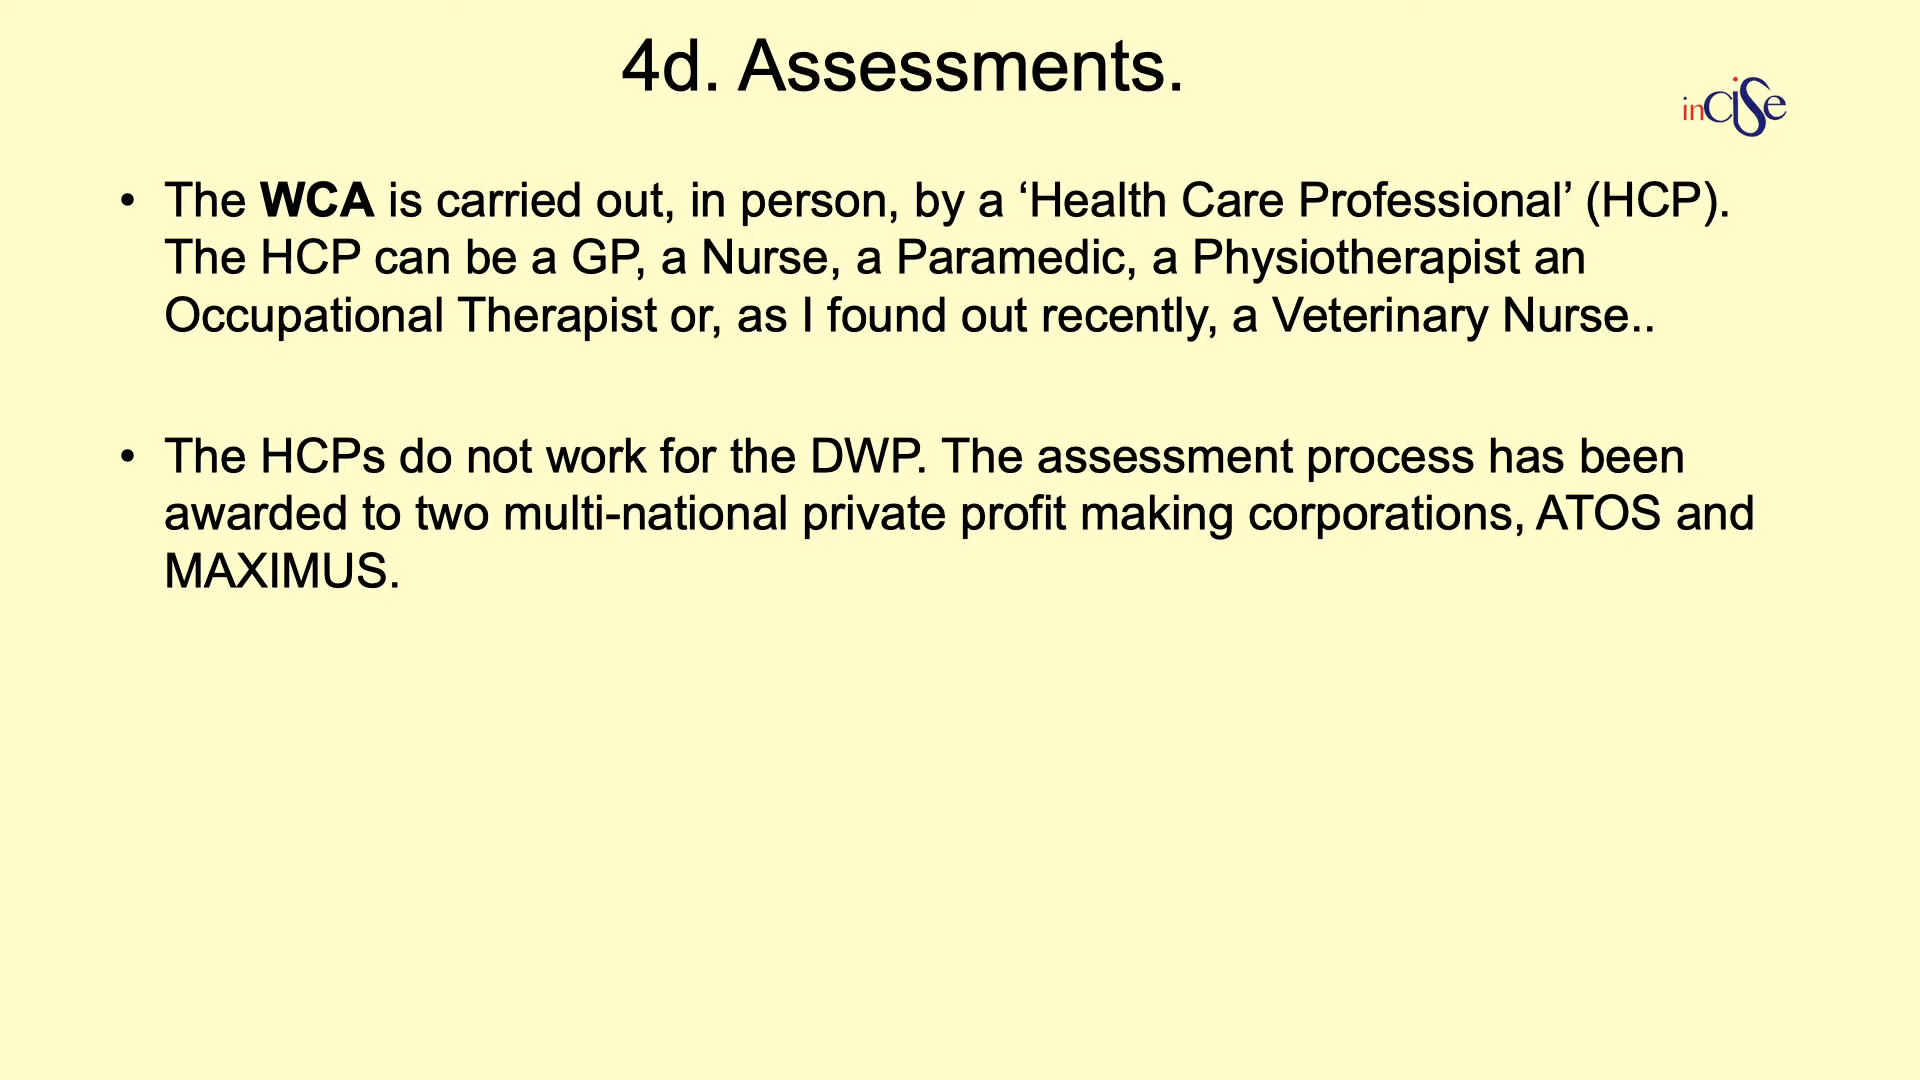 4d. Assessments.
inCiSe
• The WCA is carried out, in person, by a ‘Health Care Professional’ (HCP).
The HCP can be a GP, a Nurse, a Paramedic, a Physiotherapist an
Occupational Therapist or, as I found out recently, a Veterinary Nurse..
• The HCPs do not work for the DWP. The assessment process has been
awarded to two multi-national private profit making corporations, ATOS and
MAXIMUS.